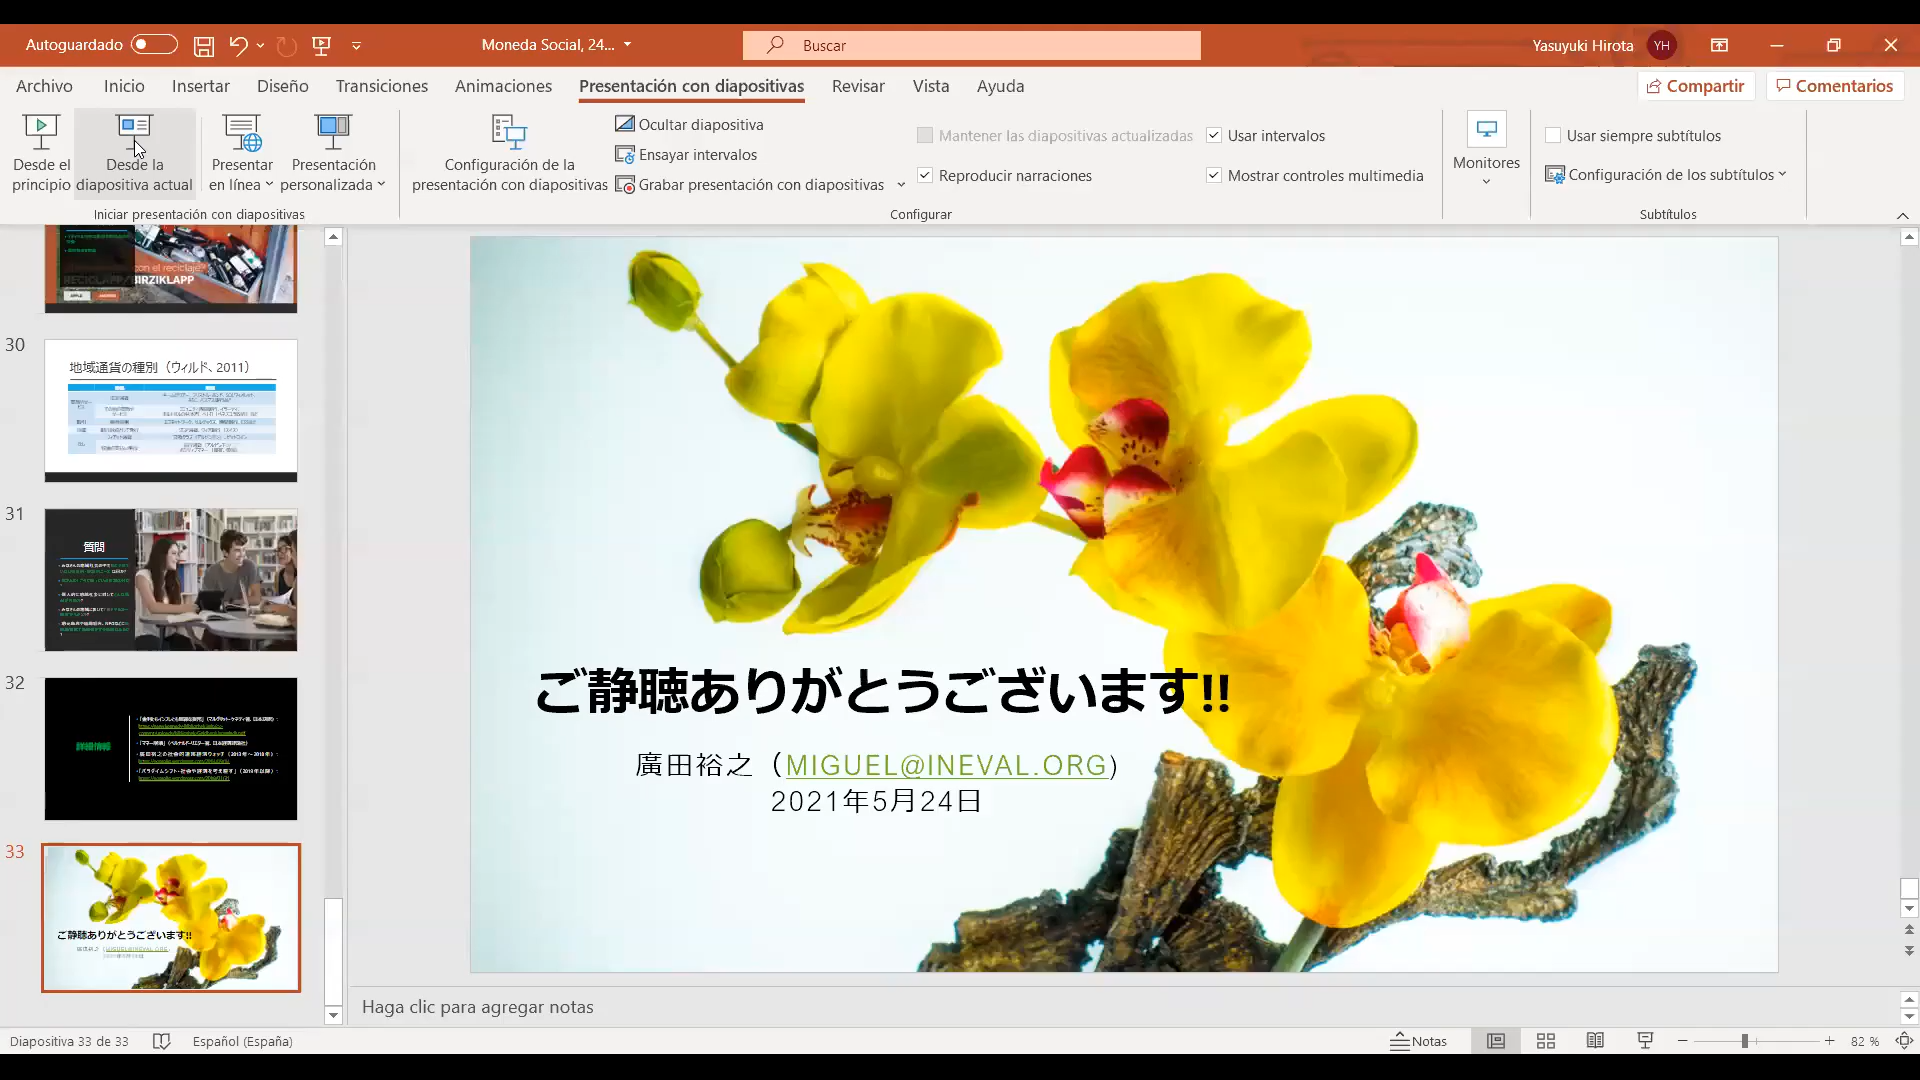 Autoguardado
Moneda Social, 24...
Buscar
Yasuyuki Hirota
YH
Archivo
Inicio
Insertar
Diseño
Transiciones
Animaciones
Presentación con diapositivas
Revisar
Vista
Ayuda
Compartir
Comentarios
Desde el
principio
Desde la
diapositiva actual
Presentar
en línea
Presentación
personalizada
Iniciar presentación con diapositivas
Configuración de la
presentación con diapositivas
Ocultar diapositiva
Ensayar intervalos
Grabar presentación con diapositivas
Mantener las diapositivas actualizadas
Usar intervalos
Reproducir narraciones
Mostrar controles multimedia
Configurar
Monitores
Usar siempre subtítulos
Configuración de los subtítulos
Subtítulos
con el reciclaje?
30
地域通貨の種別（ウィルド、2011）
31
質問
32
詳細情報
33
ご静聴ありがとうございます!!
ご静聴ありがとうございます!!
廣田裕之（MIGUEL@INEVAL.ORG)
2021年5月24日
Haga clic para agregar notas
Diapositiva 33 de 33
Español (España)
Notas
82 %